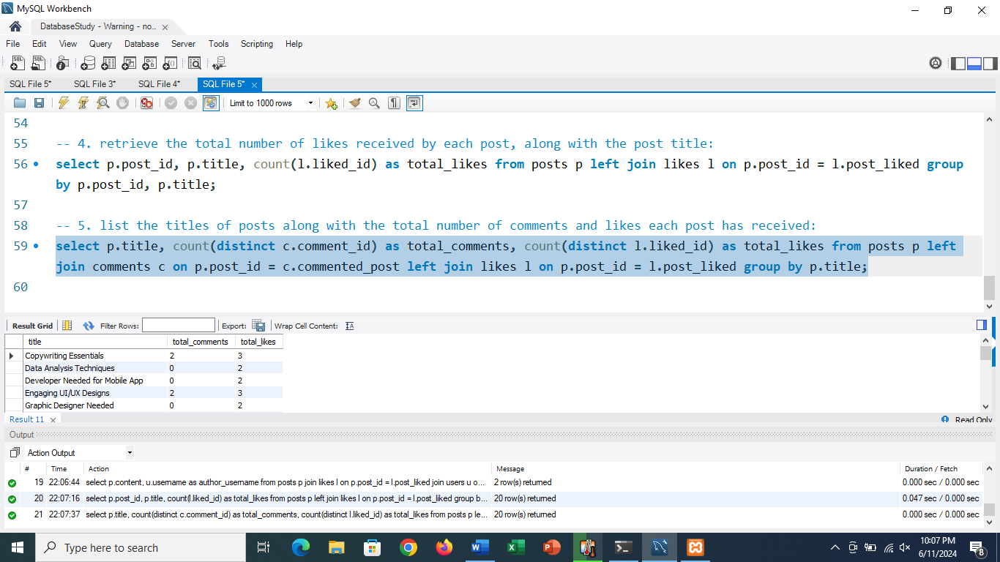 MySQL Workbench
DatabaseStudy - Warning - no...
File Edit View Query Database Server Tools Scripting Help
SQL File 5* SQL File 3* SQL File 4* SQL File 5*
Limit to 1000 rows
54
55 -- 4. retrieve the total number of likes received by each post, along with the post title:
56 select p.post_id, p.title, count(l.liked_id) as total_likes from posts p left join likes l on p.post_id = l.post_liked group
by p.post_id, p.title;
57
58 -- 5. list the titles of posts along with the total number of comments and likes each post has received:
59 select p.title, count(distinct c.comment_id) as total_comments, count(distinct l.liked_id) as total_likes from posts p left
join comments c on p.post_id = c.commented_post left join likes l on p.post_id = l.post_liked group by p.title;
60
Result Grid Filter Rows: Export: Wrap Cell Content:
title total_comments total_likes
Copywriting Essentials 2 3
Data Analysis Techniques 0 2
Developer Needed for Mobile App 0 2
Engaging UI/UX Designs 2 3
Graphic Designer Needed 0 2
Result 11 Read Only
Output
Action Output
# Time Action Message Duration / Fetch
19 22:06:44 select p.content, u.username as author_username from posts p join likes l on p.post_id = l.post_liked join users u o... 2 row(s) returned 0.000 sec / 0.000 sec
20 22:07:16 select p.post_id, p.title, count(l.liked_id) as total_likes from posts p left join likes l on p.post_id = l.post_liked group b... 20 row(s) returned 0.047 sec / 0.000 sec
21 22:07:37 select p.title, count(distinct c.comment_id) as total_comments, count(distinct l.liked_id) as total_likes from posts p le... 20 row(s) returned 0.000 sec / 0.000 sec
Type here to search
10:07 PM
6/11/2024
8